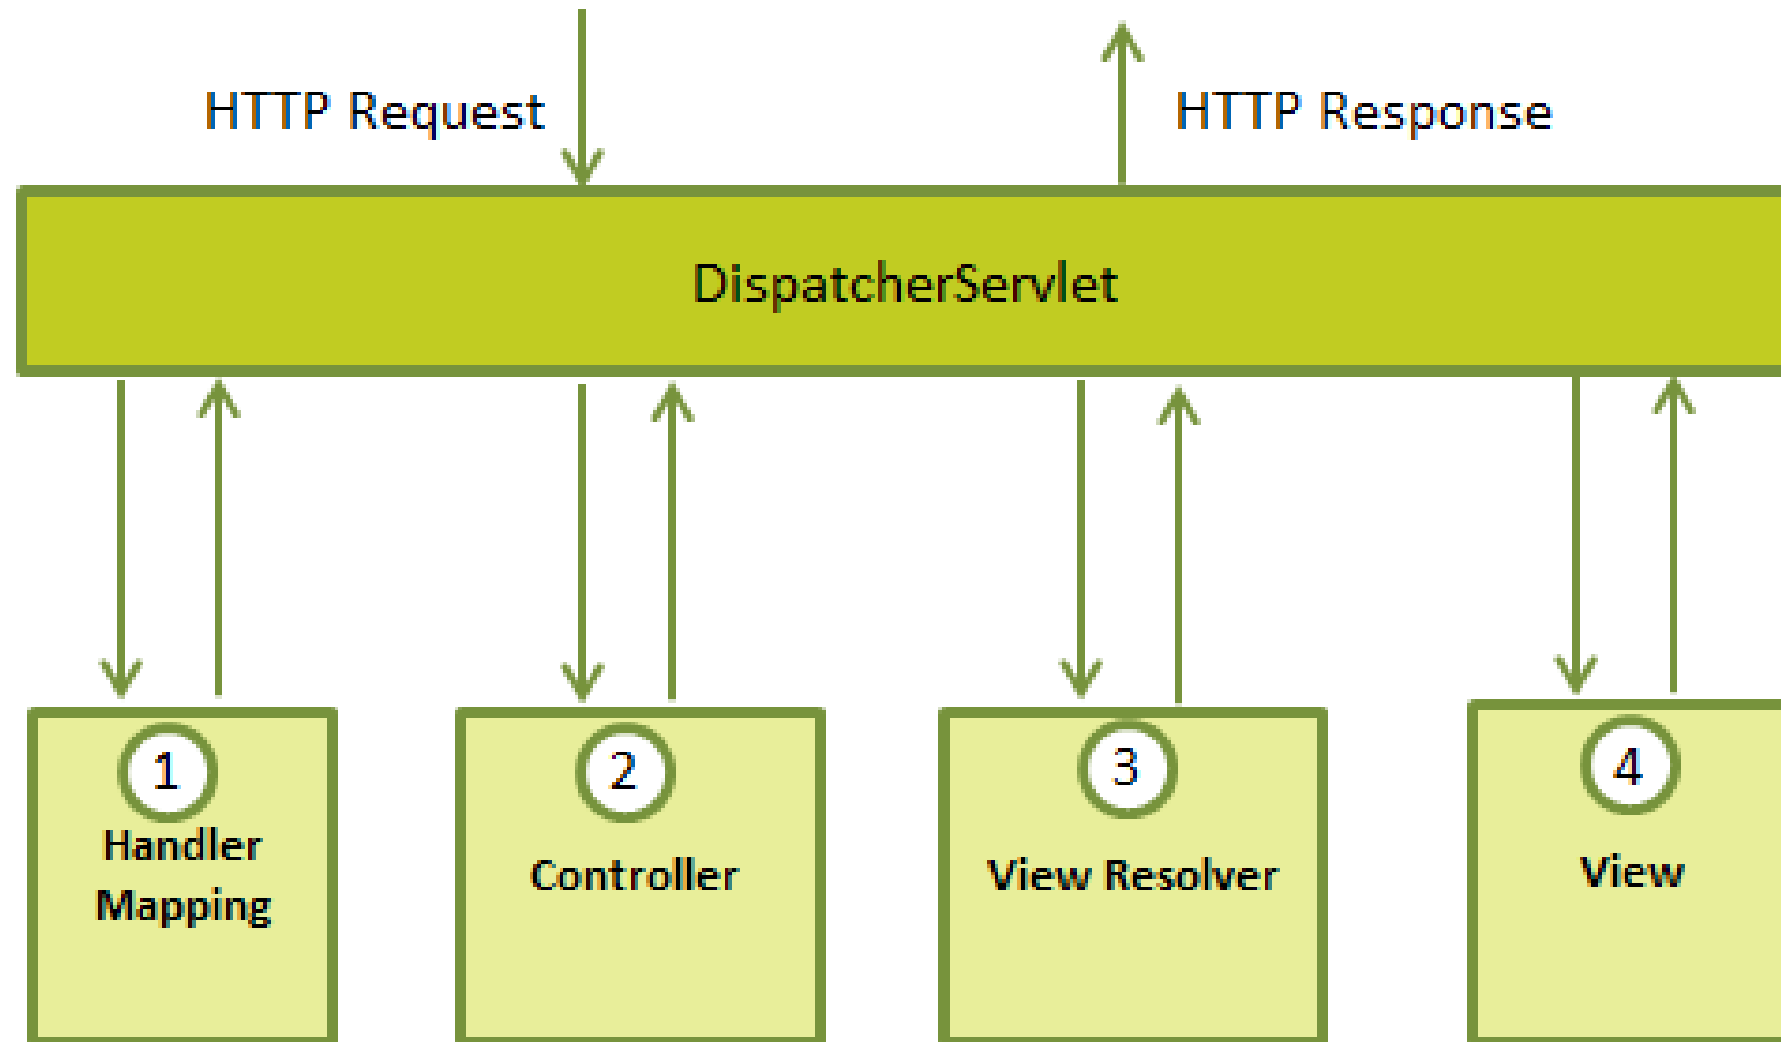 HTTP Request
HTTP Response
DispatcherServlet
1
Handler
Mapping
2
Controller
3
View Resolver
4
View